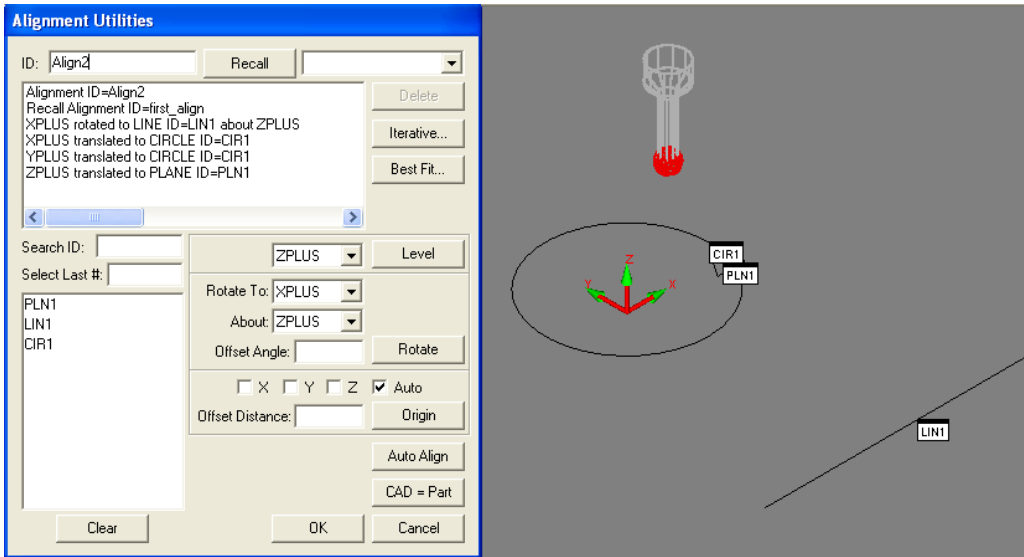 Alignment Utilities
ID: Align2 Recall
Alignment ID=Align2
Recall Alignment ID=first_align
XPLUS rotated to LINE ID=LIN1 about ZPLUS
XPLUS translated to CIRCLE ID=CIR1
YPLUS translated to CIRCLE ID=CIR1
ZPLUS translated to PLANE ID=PLN1
Delete
Iterative...
Best Fit...
Search ID:
Select Last #:
PLN1
LIN1
CIR1
ZPLUS Level
Rotate To: XPLUS
About: ZPLUS
Offset Angle: Rotate
X Y Z Auto
Offset Distance: Origin
Auto Align
CAD = Part
Clear OK Cancel
CIR1
PLN1
Z
Y X
LIN1